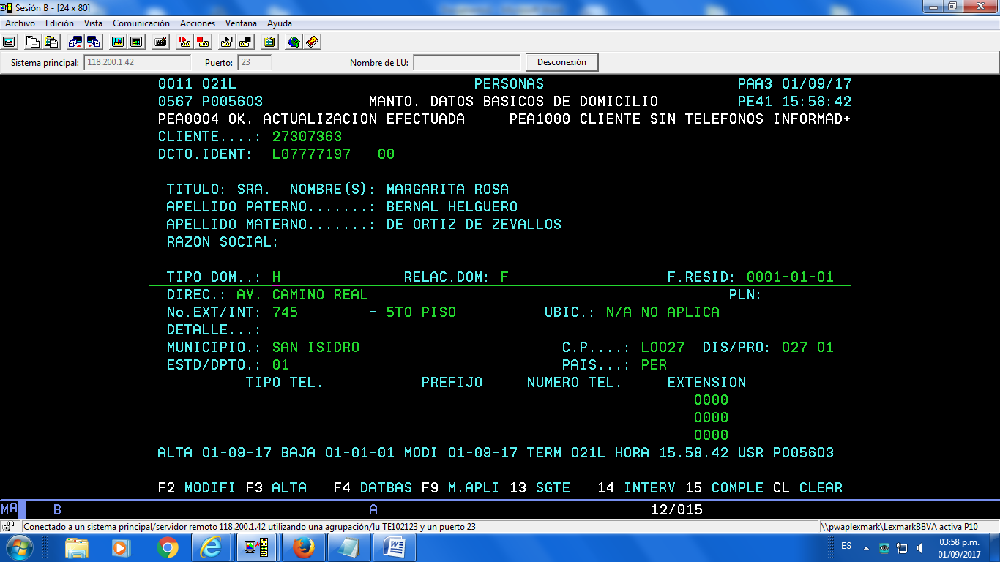 Sesión B - [24 x 80]
Archivo Edición Vista Comunicación Acciones Ventana Ayuda
Sistema principal: 118.200.1.42 Puerto: 23 Nombre de LU: Desconexión
0011 021L PERSONAS PAA3 01/09/17
0567 P005603 MANTO. DATOS BASICOS DE DOMICILIO PE41 15:58:42
PEA0004 OK. ACTUALIZACION EFECTUADA PEA1000 CLIENTE SIN TELEFONOS INFORMAD+
CLIENTE....: 27307363
DCTO.IDENT: L07777197 00
TITULO: SRA. NOMBRE(S): MARGARITA ROSA
APELLIDO PATERNO.......: BERNAL HELGUERO
APELLIDO MATERNO.......: DE ORTIZ DE ZEVALLOS
RAZON SOCIAL:
TIPO DOM..: H RELAC.DOM: F F.RESID: 0001-01-01
DIREC.: AV. CAMINO REAL PLN:
No.EXT/INT: 745 - 5TO PISO UBIC.: N/A NO APLICA
DETALLE...:
MUNICIPIO.: SAN ISIDRO C.P....: L0027 DIS/PRO: 027 01
ESTD/DPTO.: 01 PAIS...: PER
TIPO TEL. PREFIJO NUMERO TEL. EXTENSION
0000
0000
0000
ALTA 01-09-17 BAJA 01-01-01 MODI 01-09-17 TERM 021L HORA 15.58.42 USR P005603
F2 MODIFI F3 ALTA F4 DATBAS F9 M.APLI 13 SGTE 14 INTERV 15 COMPLE CL CLEAR
MA B A 12/015
Conectado a un sistema principal/servidor remoto 118.200.1.42 utilizando una agrupación/lu TE102123 y un puerto 23 \\pwaplexmark\LexmarkBBVA activa P10
ES 03:58 p.m.
01/09/2017